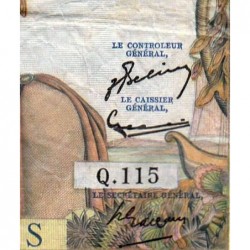 LE CONTROLEUR
GÉNÉRAL,
LE CAISSIER
GÉNÉRAL,
Q.115
LE SECRÉTAIRE GÉNÉRAL,
S